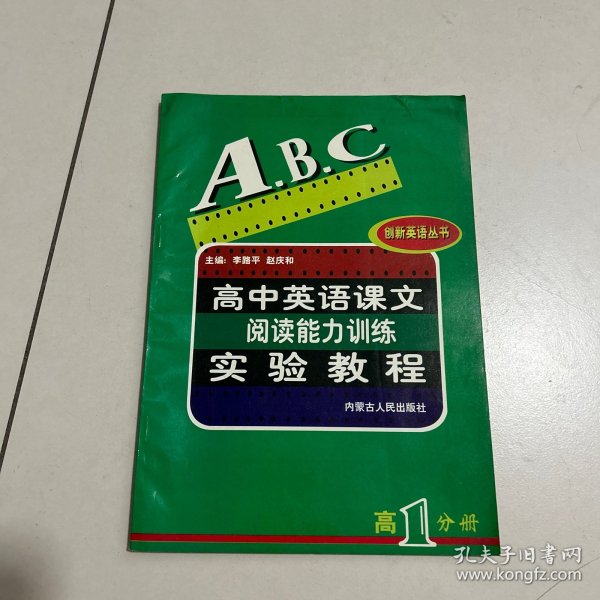 A.B.C
创新英语丛书
主编：李路平 赵庆和
高中英语课文
阅读能力训练
实验教程
内蒙古人民出版社
高1分册
孔夫子旧书网
www.kongfz.com